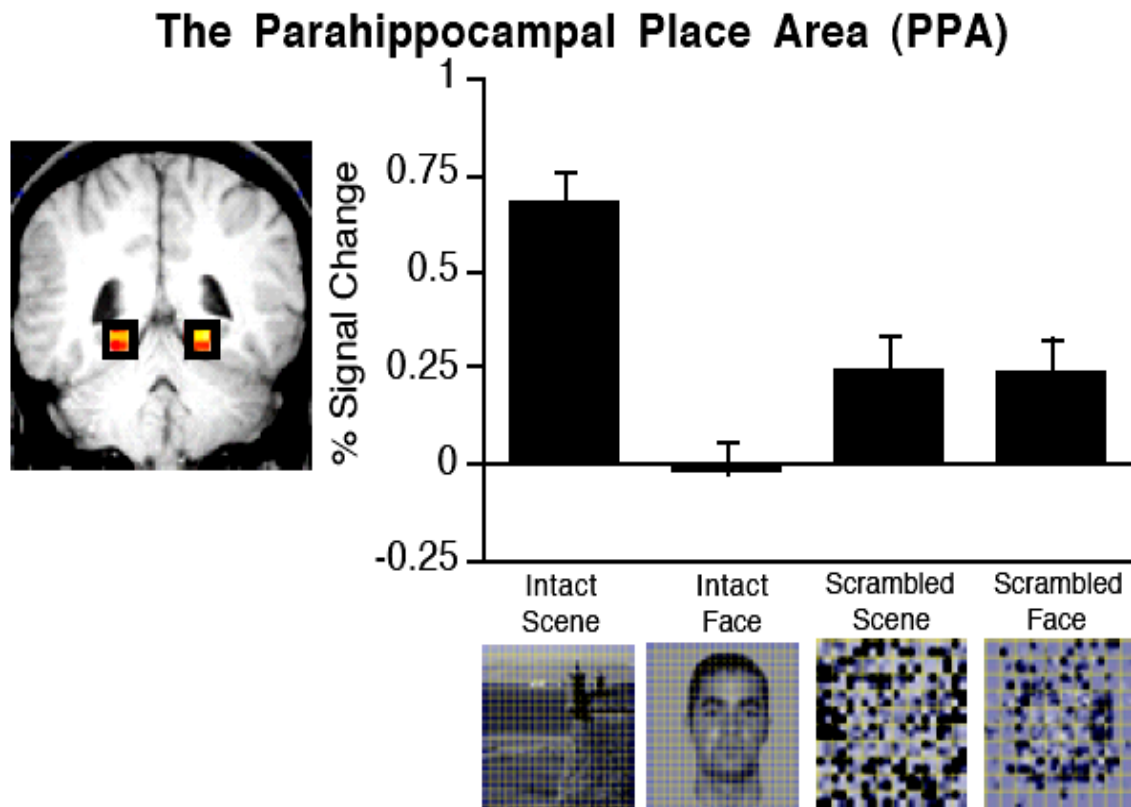 The Parahippocampal Place Area (PPA)
% Signal Change
1
0.75
0.5
0.25
0
-0.25
Intact
Scene
Intact
Face
Scrambled
Scene
Scrambled
Face